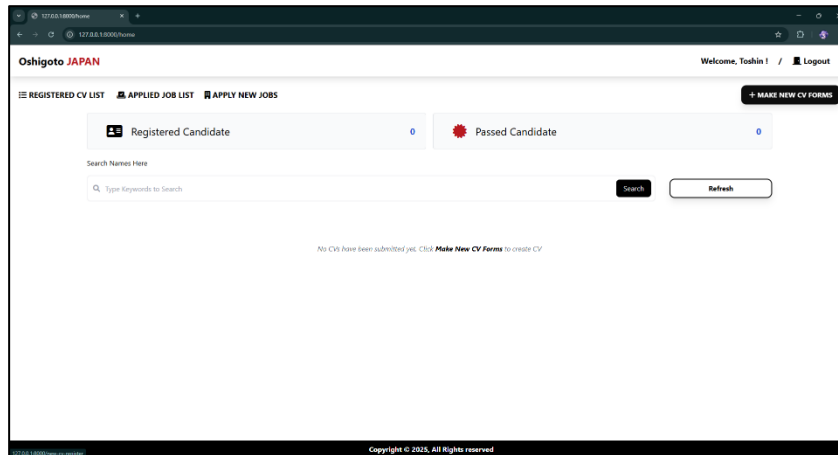 127.0.0.1:8000/home
127.0.0.1:8000/home
Oshigoto JAPAN
Welcome, Toshin ! / Logout
REGISTERED CV LIST APPLIED JOB LIST APPLY NEW JOBS
+ MAKE NEW CV FORMS
Registered Candidate 0
Passed Candidate 0
Search Names Here
Type Keywords to Search
Search
Refresh
No CVs have been submitted yet. Click Make New CV Forms to create CV
Copyright © 2025, All Rights reserved